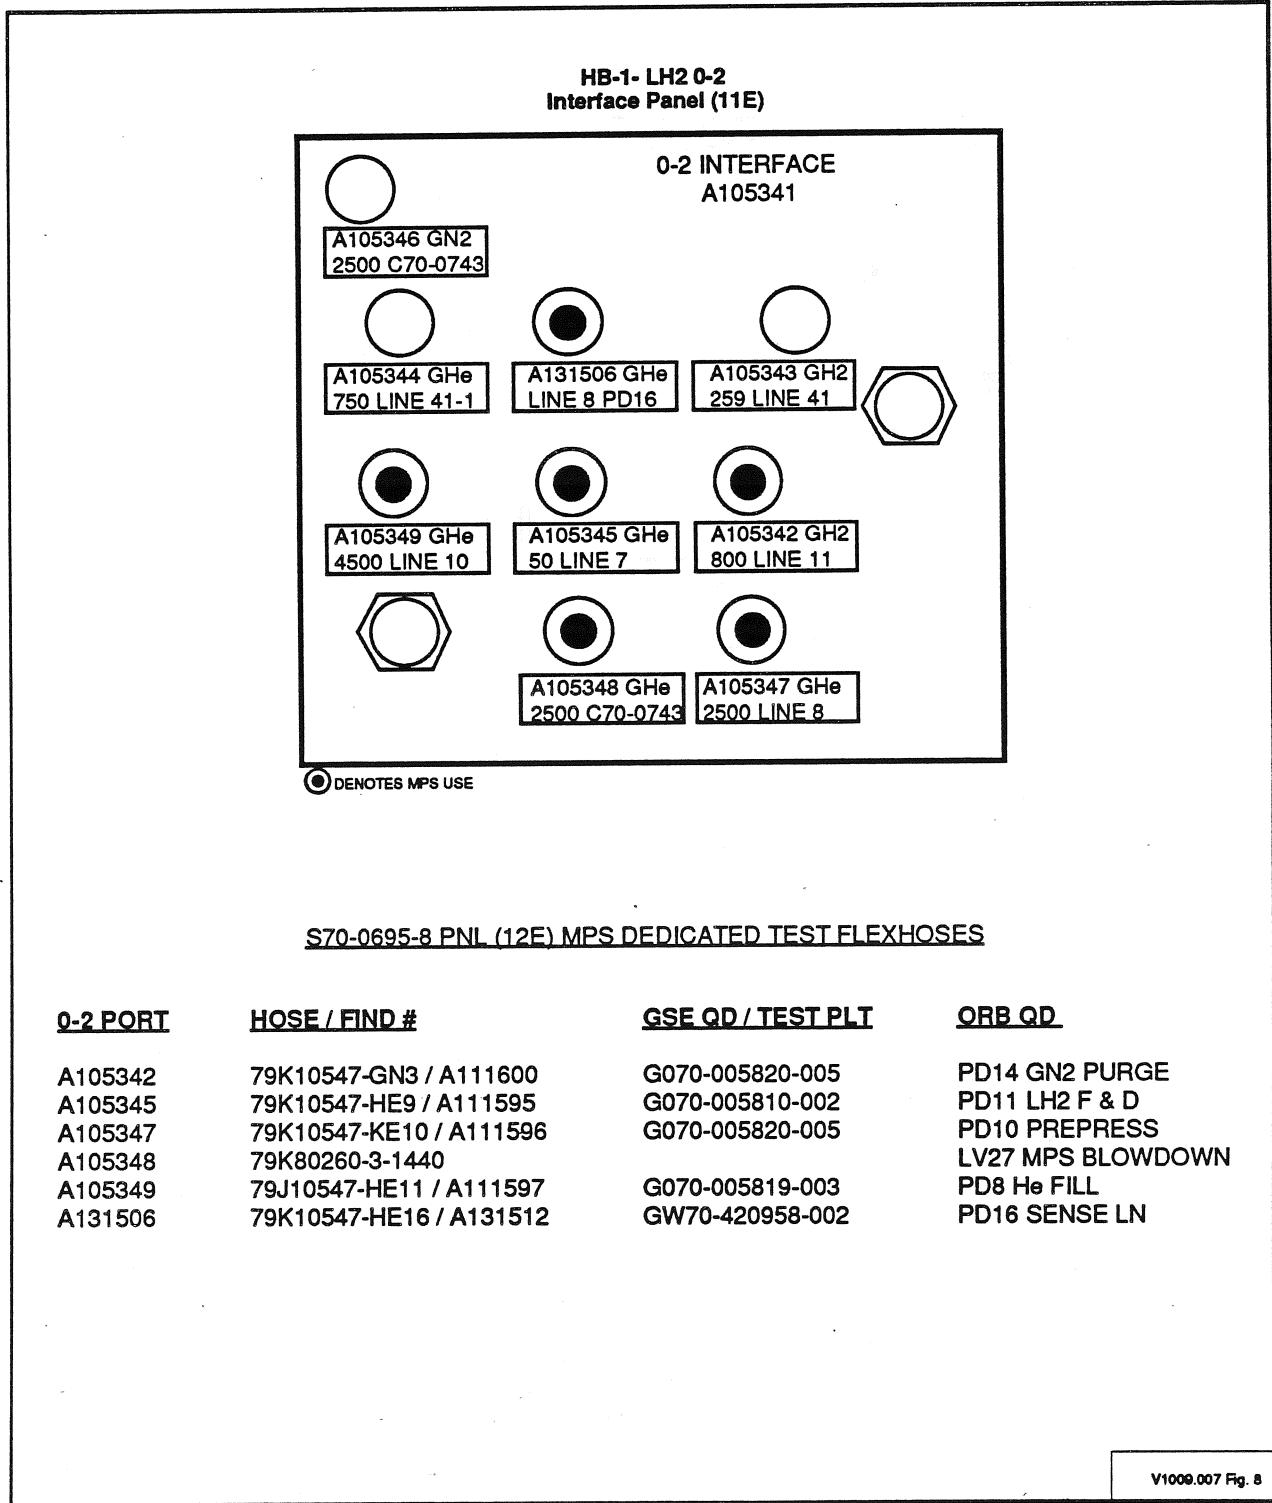 HB-1- LH2 0-2
Interface Panel (11E)
0-2 INTERFACE
A105341
A105346 GN2
2500 C70-0743
A105344 GHe
750 LINE 41-1
A131506 GHe
LINE 8 PD16
A105343 GH2
259 LINE 41
A105349 GHe
4500 LINE 10
A105345 GHe
50 LINE 7
A105342 GH2
800 LINE 11
A105348 GHe
2500 C70-0743
A105347 GHe
2500 LINE 8
DENOTES MPS USE
S70-0695-8 PNL (12E) MPS DEDICATED TEST FLEXHOSES
0-2 PORT HOSE / FIND # GSE QD / TEST PLT ORB QD
A105342 79K10547-GN3 / A111600 G070-005820-005 PD14 GN2 PURGE
A105345 79K10547-HE9 / A111595 G070-005810-002 PD11 LH2 F & D
A105347 79K10547-KE10 / A111596 G070-005820-005 PD10 PREPRESS
A105348 79K80260-3-1440 LV27 MPS BLOWDOWN
A105349 79J10547-HE11 / A111597 G070-005819-003 PD8 He FILL
A131506 79K10547-HE16 / A131512 GW70-420958-002 PD16 SENSE LN
V1009.007 Fig. 8